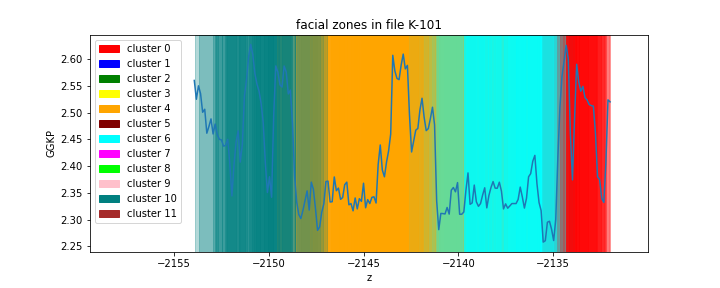 facial zones in file K-101
GGKP
2.60
2.55
2.50
2.45
2.40
2.35
2.30
2.25
cluster 0
cluster 1
cluster 2
cluster 3
cluster 4
cluster 5
cluster 6
cluster 7
cluster 8
cluster 9
cluster 10
cluster 11
−2155 −2150 −2145 −2140 −2135
z